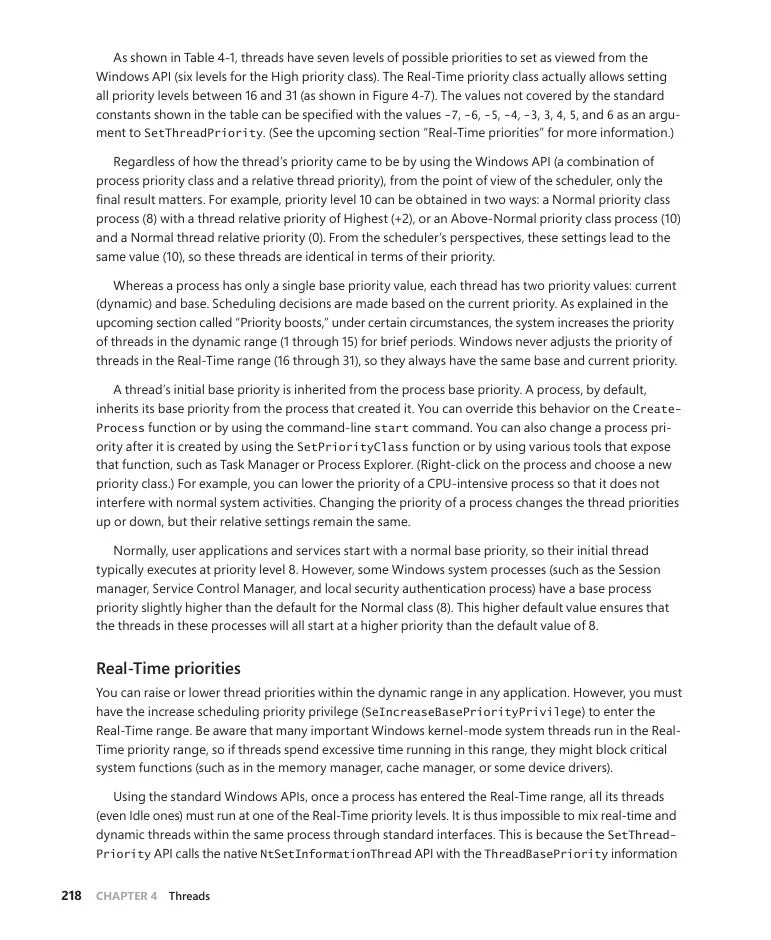 As shown in Table 4-1, threads have seven levels of possible priorities to set as viewed from the
Windows API (six levels for the High priority class). The Real-Time priority class actually allows setting
all priority levels between 16 and 31 (as shown in Figure 4-7). The values not covered by the standard
constants shown in the table can be specified with the values -7, -6, -5, -4, -3, 3, 4, 5, and 6 as an argu-
ment to SetThreadPriority. (See the upcoming section “Real-Time priorities” for more information.)
Regardless of how the thread’s priority came to be by using the Windows API (a combination of
process priority class and a relative thread priority), from the point of view of the scheduler, only the
final result matters. For example, priority level 10 can be obtained in two ways: a Normal priority class
process (8) with a thread relative priority of Highest (+2), or an Above-Normal priority class process (10)
and a Normal thread relative priority (0). From the scheduler’s perspectives, these settings lead to the
same value (10), so these threads are identical in terms of their priority.
Whereas a process has only a single base priority value, each thread has two priority values: current
(dynamic) and base. Scheduling decisions are made based on the current priority. As explained in the
upcoming section called “Priority boosts,” under certain circumstances, the system increases the priority
of threads in the dynamic range (1 through 15) for brief periods. Windows never adjusts the priority of
threads in the Real-Time range (16 through 31), so they always have the same base and current priority.
A thread’s initial base priority is inherited from the process base priority. A process, by default,
inherits its base priority from the process that created it. You can override this behavior on the Create-
Process function or by using the command-line start command. You can also change a process pri-
ority after it is created by using the SetPriorityClass function or by using various tools that expose
that function, such as Task Manager or Process Explorer. (Right-click on the process and choose a new
priority class.) For example, you can lower the priority of a CPU-intensive process so that it does not
interfere with normal system activities. Changing the priority of a process changes the thread priorities
up or down, but their relative settings remain the same.
Normally, user applications and services start with a normal base priority, so their initial thread
typically executes at priority level 8. However, some Windows system processes (such as the Session
manager, Service Control Manager, and local security authentication process) have a base process
priority slightly higher than the default for the Normal class (8). This higher default value ensures that
the threads in these processes will all start at a higher priority than the default value of 8.
Real-Time priorities
You can raise or lower thread priorities within the dynamic range in any application. However, you must
have the increase scheduling priority privilege (SeIncreaseBasePriorityPrivilege) to enter the
Real-Time range. Be aware that many important Windows kernel-mode system threads run in the Real-
Time priority range, so if threads spend excessive time running in this range, they might block critical
system functions (such as in the memory manager, cache manager, or some device drivers).
Using the standard Windows APIs, once a process has entered the Real-Time range, all its threads
(even Idle ones) must run at one of the Real-Time priority levels. It is thus impossible to mix real-time and
dynamic threads within the same process through standard interfaces. This is because the SetThread-
Priority API calls the native NtSetInformationThread API with the ThreadBasePriority information
218 CHAPTER 4 Threads